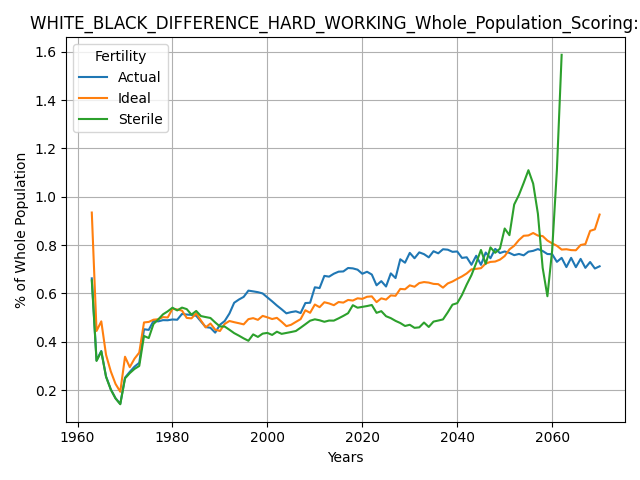 WHITE_BLACK_DIFFERENCE_HARD_WORKING_Whole_Population_Scoring:
Fertility
Actual
Ideal
Sterile
% of Whole Population
1.6
1.4
1.2
1.0
0.8
0.6
0.4
0.2
1960
1980
2000
2020
2040
2060
Years